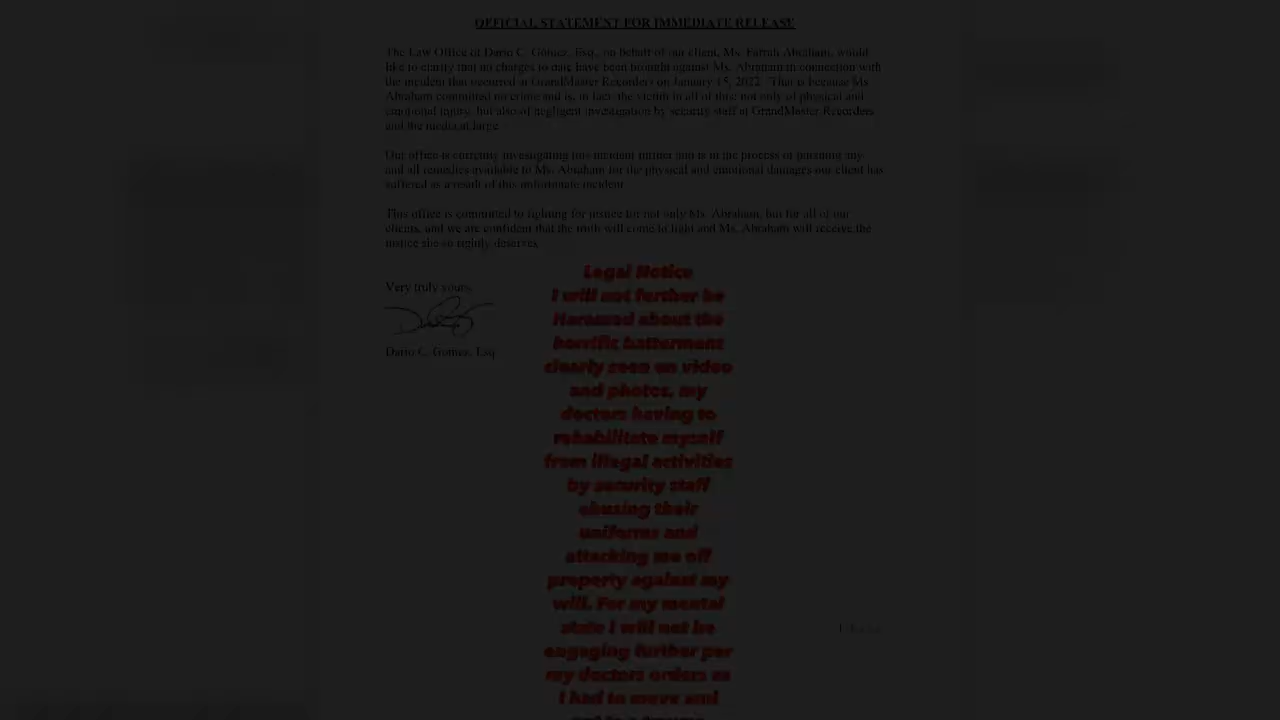 OFFICIAL STATEMENT FOR IMMEDIATE RELEASE
The Law Office of Dario C. Gomez, Esq., on behalf of our client, Ms. Farrah Abraham, would
like to clarify that no charges to date have been brought against Ms. Abraham in connection with
the incident that occurred at GrandMaster Recorders on January 15, 2022. That is because Ms.
Abraham committed no crime and is, in fact, the victim in all of this: not only of physical and
emotional injury, but also of negligent investigation by security staff at GrandMaster Recorders
and the media at large.
Our office is currently investigating this incident further and is in the process of pursuing any
and all remedies available to Ms. Abraham for the physical and emotional damages our client has
suffered as a result of this unfortunate incident.
This office is committed to fighting for justice for not only Ms. Abraham, but for all of our
clients, and we are confident that the truth will come to light and Ms. Abraham will receive the
justice she so rightly deserves.
Very truly yours,
Dario C. Gomez, Esq.
Legal Notice
I will not further be
Harassed about the
horrific batterment
clearly seen on video
and photos, my
doctors having to
rehabilitate myself
from illegal activities
by security staff
abusing their
uniforms and
attacking me off
property against my
will. For my mental
state I will not be
engaging further per
my doctors orders as
I had to move and